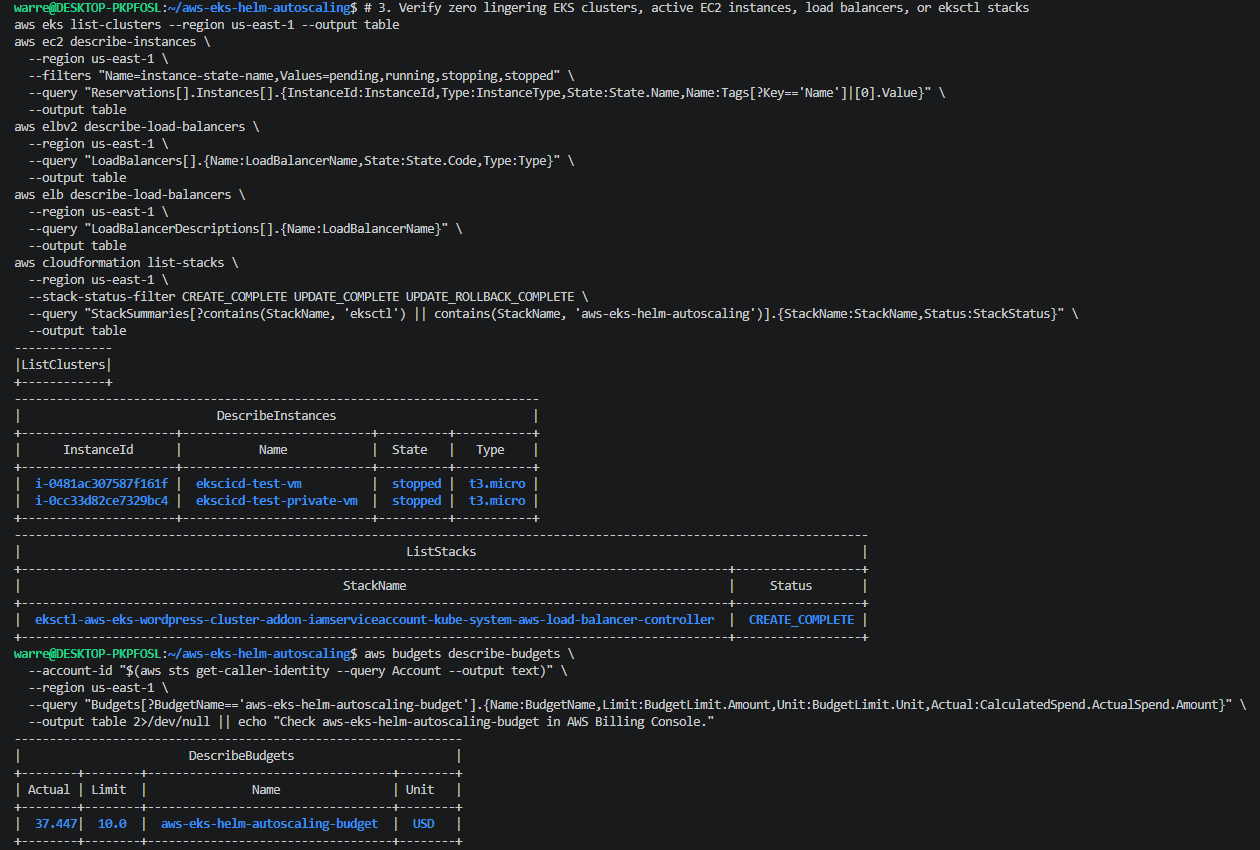 warre@DESKTOP-PKPFOSL:~/aws-eks-helm-autoscaling$ # 3. Verify zero lingering EKS clusters, active EC2 instances, load balancers, or eksctl stacks
aws eks list-clusters --region us-east-1 --output table
aws ec2 describe-instances \
  --region us-east-1 \
  --filters "Name=instance-state-name,Values=pending,running,stopping,stopped" \
  --query "Reservations[].Instances[].{InstanceId:InstanceId,Type:InstanceType,State:State.Name,Name:Tags[?Key=='Name']|[0].Value}" \
  --output table
aws elbv2 describe-load-balancers \
  --region us-east-1 \
  --query "LoadBalancers[].{Name:LoadBalancerName,State:State.Code,Type:Type}" \
  --output table
aws elb describe-load-balancers \
  --region us-east-1 \
  --query "LoadBalancerDescriptions[].{Name:LoadBalancerName}" \
  --output table
aws cloudformation list-stacks \
  --region us-east-1 \
  --stack-status-filter CREATE_COMPLETE UPDATE_COMPLETE UPDATE_ROLLBACK_COMPLETE \
  --query "StackSummaries[?contains(StackName, 'eksctl') || contains(StackName, 'aws-eks-helm-autoscaling')].{StackName:StackName,Status:StackStatus}" \
  --output table
--------------
|ListClusters|
+------------+
---------------------------------------------------------------------------
|                            DescribeInstances                            |
+----------------------+---------------------------+----------+-----------+
|      InstanceId      |           Name            |  State   |   Type    |
+----------------------+---------------------------+----------+-----------+
|  i-0481ac307587f161f |  ekscicd-test-vm          |  stopped |  t3.micro |
|  i-0cc33d82ce7329bc4 |  ekscicd-test-private-vm  |  stopped |  t3.micro |
+----------------------+---------------------------+----------+-----------+
--------------------------------------------------------------------------------------------------------------------------
|                                                       ListStacks                                                       |
+------------------------------------------------------------------------------------------------------+-----------------+
|                                              StackName                                               |     Status      |
+------------------------------------------------------------------------------------------------------+-----------------+
|  eksctl-aws-eks-wordpress-cluster-addon-iamserviceaccount-kube-system-aws-load-balancer-controller  |  CREATE_COMPLETE |
+------------------------------------------------------------------------------------------------------+-----------------+
warre@DESKTOP-PKPFOSL:~/aws-eks-helm-autoscaling$ aws budgets describe-budgets \
  --account-id "$(aws sts get-caller-identity --query Account --output text)" \
  --region us-east-1 \
  --query "Budgets[?BudgetName=='aws-eks-helm-autoscaling-budget'].{Name:BudgetName,Limit:BudgetLimit.Amount,Unit:BudgetLimit.Unit,Actual:CalculatedSpend.ActualSpend.Amount}" \
  --output table 2>/dev/null || echo "Check aws-eks-helm-autoscaling-budget in AWS Billing Console."
----------------------------------------------------------------
|                        DescribeBudgets                       |
+--------+--------+-----------------------------------+--------+
| Actual | Limit  |               Name                | Unit   |
+--------+--------+-----------------------------------+--------+
|  37.447|  10.0  |  aws-eks-helm-autoscaling-budget  |  USD   |
+--------+--------+-----------------------------------+--------+